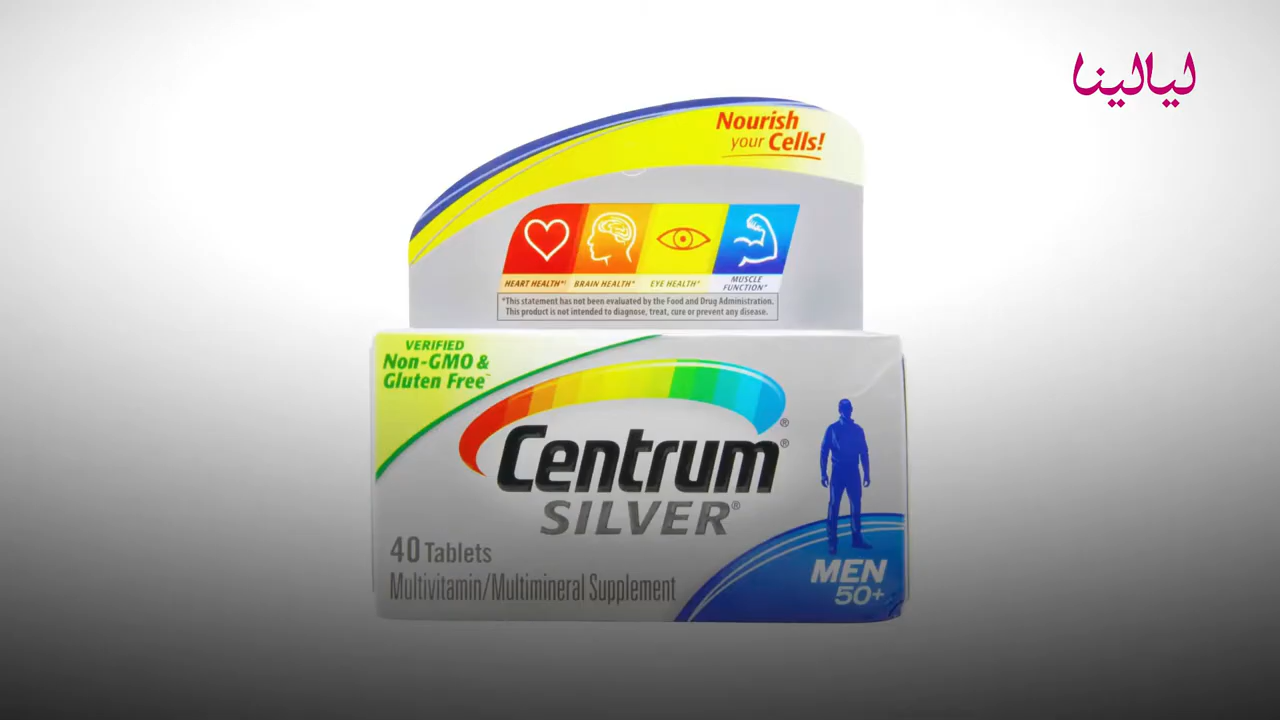 ليالينا
Nourish
your Cells!
HEART HEALTH*¹ BRAIN HEALTH* EYE HEALTH* MUSCLE
FUNCTION*
*This statement has not been evaluated by the Food and Drug Administration.
This product is not intended to diagnose, treat, cure or prevent any disease.
VERIFIED
Non-GMO &
Gluten Free™
Centrum®
SILVER®
40 Tablets
Multivitamin/Multimineral Supplement
MEN
50+